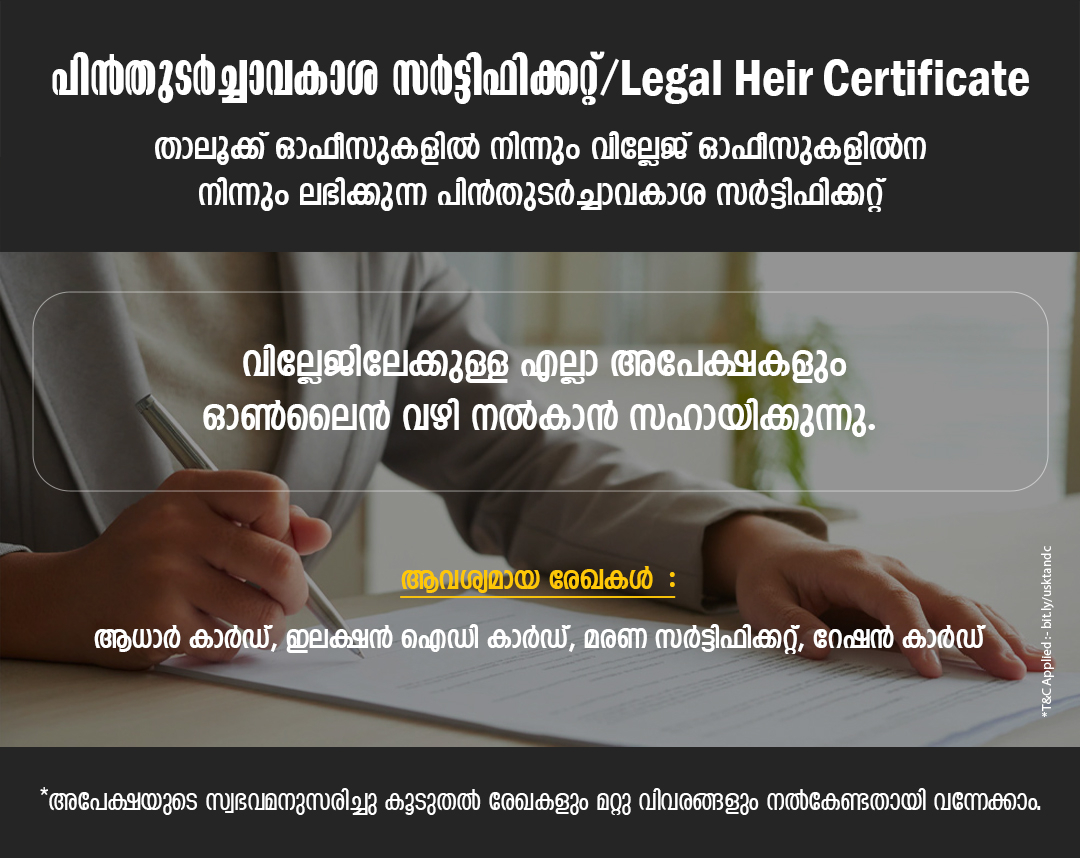 പിൻതുടർച്ചാവകാശ സർട്ടിഫിക്കറ്റ്/Legal Heir Certificate
താലൂക്ക് ഓഫീസുകളിൽ നിന്നും വില്ലേജ് ഓഫീസുകളിൽന
നിന്നും ലഭിക്കുന്ന പിൻതുടർച്ചാവകാശ സർട്ടിഫിക്കറ്റ്
വില്ലേജിലേക്കുള്ള എല്ലാ അപേക്ഷകളും
ഓൺലൈൻ വഴി നൽകാൻ സഹായിക്കുന്നു.
ആവശ്യമായ രേഖകൾ :
ആധാർ കാർഡ്, ഇലക്ഷൻ ഐഡി കാർഡ്, മരണ സർട്ടിഫിക്കറ്റ്, റേഷൻ കാർഡ്
*T&C Applied :- bit.ly/usktandc
*അപേക്ഷയുടെ സ്വഭവമനുസരിച്ചു കൂടുതൽ രേഖകളും മറ്റു വിവരങ്ങളും നൽകേണ്ടതായി വന്നേക്കാം.